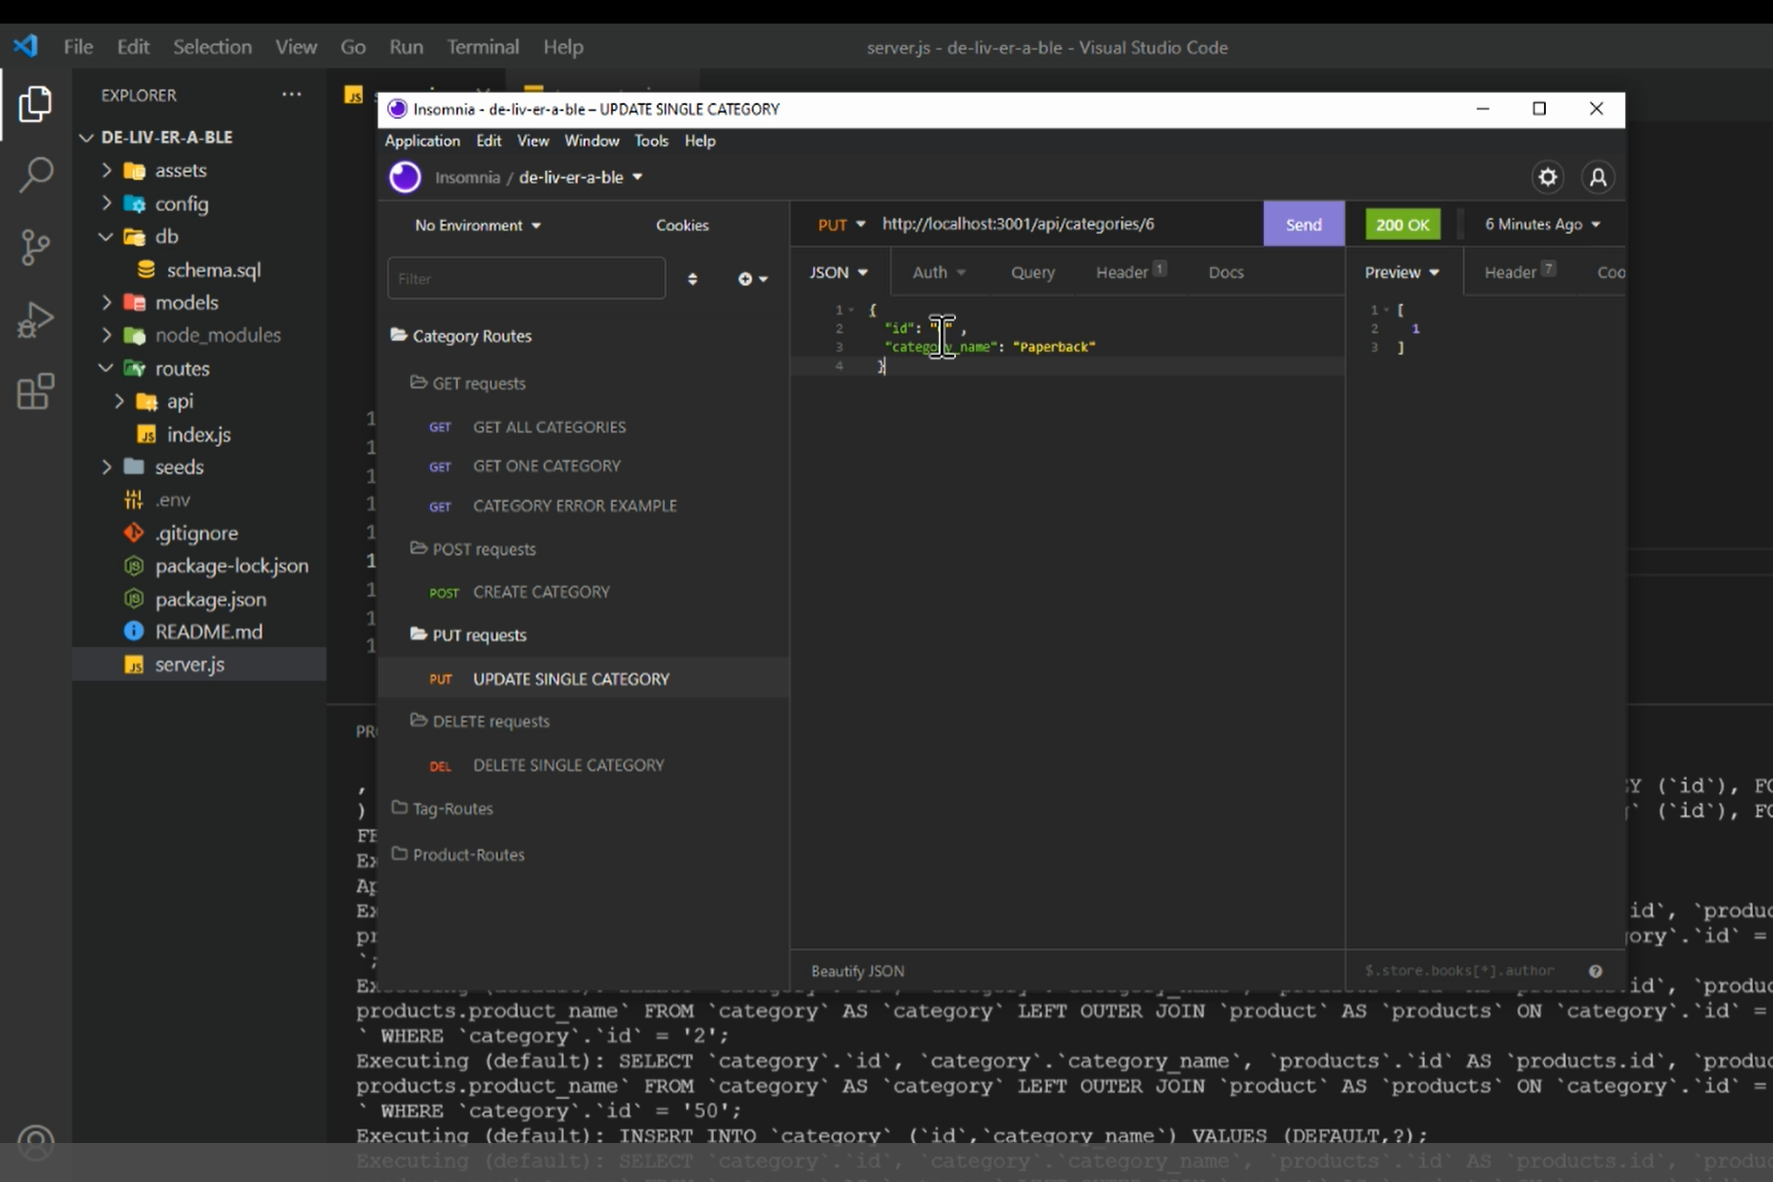 File Edit Selection View Go Run Terminal Help
server.js - de-liv-er-a-ble - Visual Studio Code
EXPLORER ...
DE-LIV-ER-A-BLE
assets
config
db
schema.sql
models
node_modules
routes
api
index.js
seeds
.env
.gitignore
package-lock.json
package.json
README.md
server.js
Insomnia - de-liv-er-a-ble – UPDATE SINGLE CATEGORY
Application Edit View Window Tools Help
Insomnia / de-liv-er-a-ble
No Environment Cookies
Filter
Category Routes
GET requests
GET GET ALL CATEGORIES
GET GET ONE CATEGORY
GET CATEGORY ERROR EXAMPLE
POST requests
POST CREATE CATEGORY
PUT requests
PUT UPDATE SINGLE CATEGORY
DELETE requests
DEL DELETE SINGLE CATEGORY
Tag-Routes
Product-Routes
PUT http://localhost:3001/api/categories/6 Send
JSON Auth Query Header 1 Docs
1 {
2 "id": " " ,
3 "category_name": "Paperback"
4 }
Beautify JSON
200 OK 6 Minutes Ago
Preview Header 7 Coo
1 [
2 1
3 ]
$.store.books[*].author
Y (`id`), FO
` (`id`), FO
id`, `produc
ory`.`id` =
id`, `produc
products.product_name` FROM `category` AS `category` LEFT OUTER JOIN `product` AS `products` ON `category`.`id` =
` WHERE `category`.`id` = '2';
Executing (default): SELECT `category`.`id`, `category`.`category_name`, `products`.`id` AS `products.id`, `produc
products.product_name` FROM `category` AS `category` LEFT OUTER JOIN `product` AS `products` ON `category`.`id` =
` WHERE `category`.`id` = '50';
Executing (default): INSERT INTO `category` (`id`,`category_name`) VALUES (DEFAULT,?);
Executing (default): SELECT `category`.`id`, `category`.`category_name`, `products`.`id` AS `products.id`, `produc